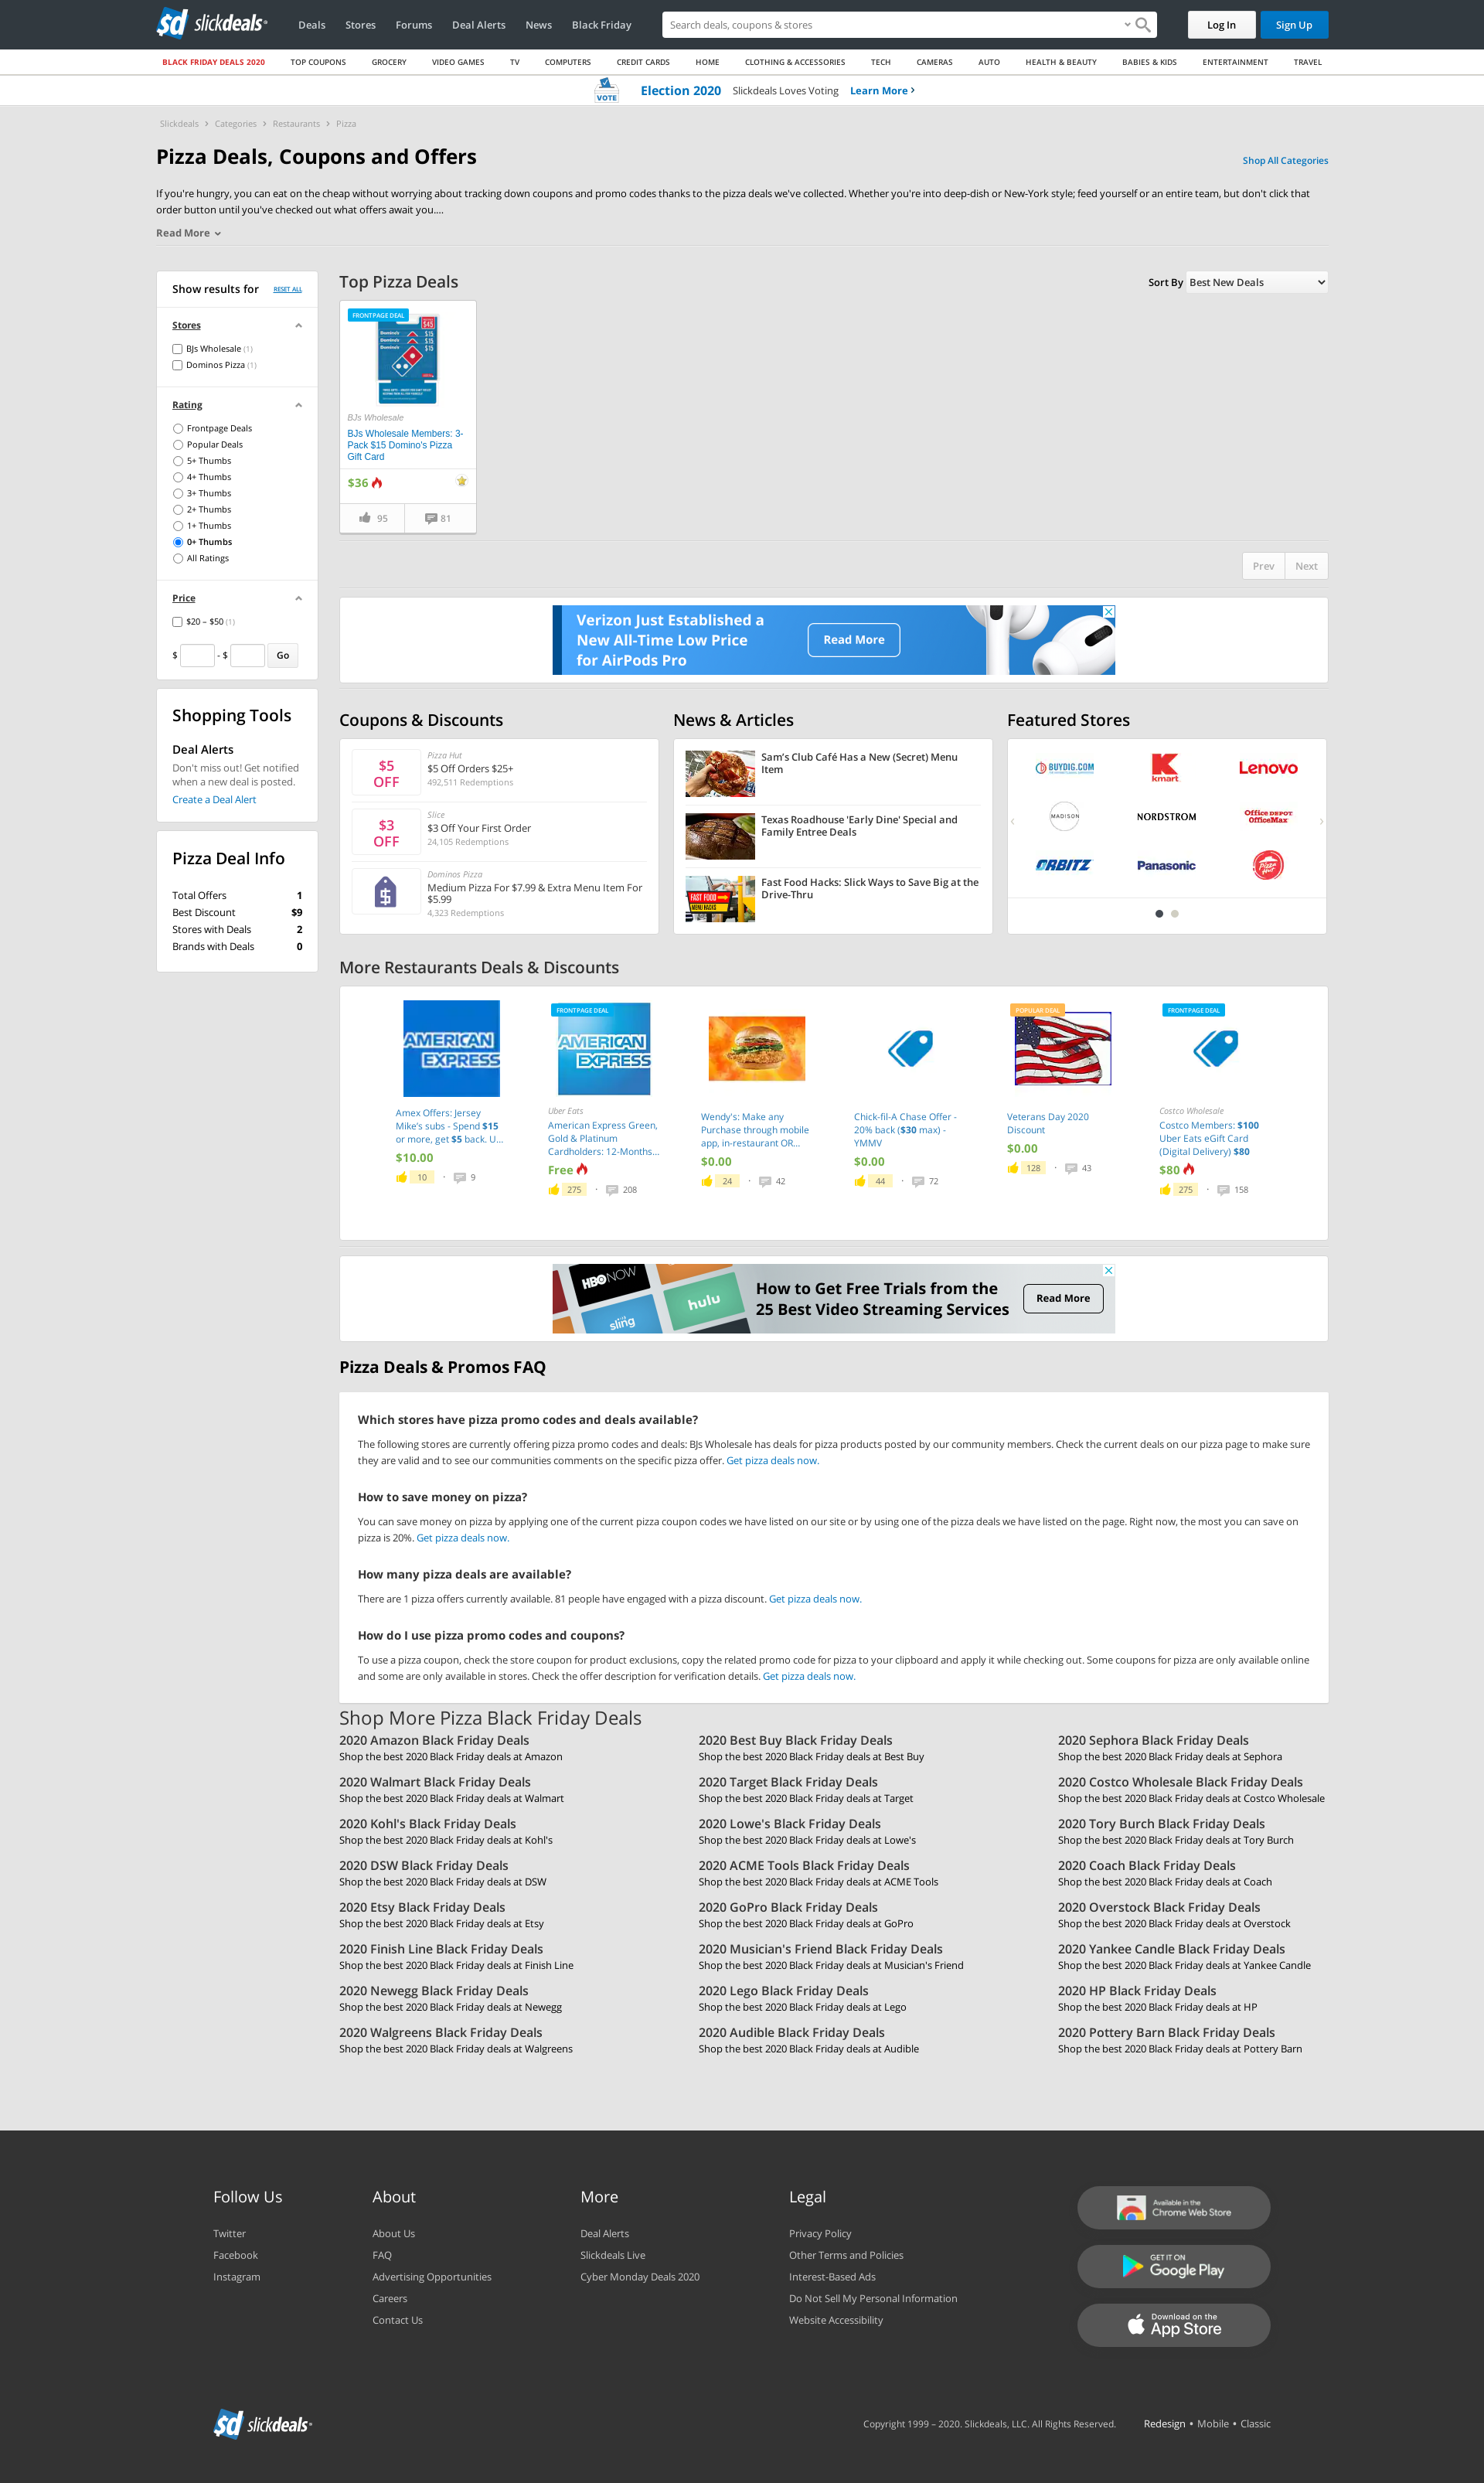 slickdeals
Deals
Stores
Forums
Deal Alerts
News
Black Friday
Search deals, coupons & stores
Log In
Sign Up
BLACK FRIDAY DEALS 2020
TOP COUPONS
GROCERY
VIDEO GAMES
TV
COMPUTERS
CREDIT CARDS
HOME
CLOTHING & ACCESSORIES
TECH
CAMERAS
AUTO
HEALTH & BEAUTY
BABIES & KIDS
ENTERTAINMENT
TRAVEL
VOTE
Election 2020 Slickdeals Loves Voting Learn More
Slickdeals › Categories › Restaurants › Pizza
Pizza Deals, Coupons and Offers
Shop All Categories
If you're hungry, you can eat on the cheap without worrying about tracking down coupons and promo codes thanks to the pizza deals we've collected. Whether you're into deep-dish or New-York style; feed yourself or an entire team, but don't click that
order button until you've checked out what offers await you....
Read More
Show results for
RESET ALL
Stores
BJs Wholesale (1)
Dominos Pizza (1)
Rating
Frontpage Deals
Popular Deals
5+ Thumbs
4+ Thumbs
3+ Thumbs
2+ Thumbs
1+ Thumbs
0+ Thumbs
All Ratings
Price
$20 – $50 (1)
$ - $ Go
Shopping Tools
Deal Alerts
Don't miss out! Get notified
when a new deal is posted.
Create a Deal Alert
Pizza Deal Info
Total Offers 1
Best Discount $9
Stores with Deals 2
Brands with Deals 0
Top Pizza Deals
Sort By Best New Deals
FRONTPAGE DEAL
$45
$15
$15
$15
BJs Wholesale
BJs Wholesale Members: 3-
Pack $15 Domino's Pizza
Gift Card
$36
95
81
Prev
Next
Verizon Just Established a
New All-Time Low Price
for AirPods Pro
Read More
Coupons & Discounts
$5
OFF
Pizza Hut
$5 Off Orders $25+
492,511 Redemptions
$3
OFF
Slice
$3 Off Your First Order
24,105 Redemptions
Dominos Pizza
Medium Pizza For $7.99 & Extra Menu Item For
$5.99
4,323 Redemptions
News & Articles
Sam's Club Café Has a New (Secret) Menu
Item
Texas Roadhouse 'Early Dine' Special and
Family Entree Deals
FAST FOOD
MENU HACKS
Fast Food Hacks: Slick Ways to Save Big at the
Drive-Thru
Featured Stores
BUYDIG.COM
kmart
Lenovo
MADISON
NORDSTROM
Office DEPOT
OfficeMax
ORBITZ
Panasonic
Pizza Hut
More Restaurants Deals & Discounts
AMERICAN
EXPRESS
Amex Offers: Jersey
Mike's subs - Spend $15
or more, get $5 back. U...
$10.00
10 · 9
FRONTPAGE DEAL
AMERICAN
EXPRESS
Uber Eats
American Express Green,
Gold & Platinum
Cardholders: 12-Months...
Free
275 · 208
Wendy's: Make any
Purchase through mobile
app, in-restaurant OR...
$0.00
24 · 42
Chick-fil-A Chase Offer -
20% back ($30 max) -
YMMV
$0.00
44 · 72
POPULAR DEAL
Veterans Day 2020
Discount
$0.00
128 · 43
FRONTPAGE DEAL
Costco Wholesale
Costco Members: $100
Uber Eats eGift Card
(Digital Delivery) $80
$80
275 · 158
HBO NOW
sling
hulu
How to Get Free Trials from the
25 Best Video Streaming Services
Read More
Pizza Deals & Promos FAQ
Which stores have pizza promo codes and deals available?
The following stores are currently offering pizza promo codes and deals: BJs Wholesale has deals for pizza products posted by our community members. Check the current deals on our pizza page to make sure
they are valid and to see our communities comments on the specific pizza offer. Get pizza deals now.
How to save money on pizza?
You can save money on pizza by applying one of the current pizza coupon codes we have listed on our site or by using one of the pizza deals we have listed on the page. Right now, the most you can save on
pizza is 20%. Get pizza deals now.
How many pizza deals are available?
There are 1 pizza offers currently available. 81 people have engaged with a pizza discount. Get pizza deals now.
How do I use pizza promo codes and coupons?
To use a pizza coupon, check the store coupon for product exclusions, copy the related promo code for pizza to your clipboard and apply it while checking out. Some coupons for pizza are only available online
and some are only available in stores. Check the offer description for verification details. Get pizza deals now.
Shop More Pizza Black Friday Deals
2020 Amazon Black Friday Deals
Shop the best 2020 Black Friday deals at Amazon
2020 Best Buy Black Friday Deals
Shop the best 2020 Black Friday deals at Best Buy
2020 Sephora Black Friday Deals
Shop the best 2020 Black Friday deals at Sephora
2020 Walmart Black Friday Deals
Shop the best 2020 Black Friday deals at Walmart
2020 Target Black Friday Deals
Shop the best 2020 Black Friday deals at Target
2020 Costco Wholesale Black Friday Deals
Shop the best 2020 Black Friday deals at Costco Wholesale
2020 Kohl's Black Friday Deals
Shop the best 2020 Black Friday deals at Kohl's
2020 Lowe's Black Friday Deals
Shop the best 2020 Black Friday deals at Lowe's
2020 Tory Burch Black Friday Deals
Shop the best 2020 Black Friday deals at Tory Burch
2020 DSW Black Friday Deals
Shop the best 2020 Black Friday deals at DSW
2020 ACME Tools Black Friday Deals
Shop the best 2020 Black Friday deals at ACME Tools
2020 Coach Black Friday Deals
Shop the best 2020 Black Friday deals at Coach
2020 Etsy Black Friday Deals
Shop the best 2020 Black Friday deals at Etsy
2020 GoPro Black Friday Deals
Shop the best 2020 Black Friday deals at GoPro
2020 Overstock Black Friday Deals
Shop the best 2020 Black Friday deals at Overstock
2020 Finish Line Black Friday Deals
Shop the best 2020 Black Friday deals at Finish Line
2020 Musician's Friend Black Friday Deals
Shop the best 2020 Black Friday deals at Musician's Friend
2020 Yankee Candle Black Friday Deals
Shop the best 2020 Black Friday deals at Yankee Candle
2020 Newegg Black Friday Deals
Shop the best 2020 Black Friday deals at Newegg
2020 Lego Black Friday Deals
Shop the best 2020 Black Friday deals at Lego
2020 HP Black Friday Deals
Shop the best 2020 Black Friday deals at HP
2020 Walgreens Black Friday Deals
Shop the best 2020 Black Friday deals at Walgreens
2020 Audible Black Friday Deals
Shop the best 2020 Black Friday deals at Audible
2020 Pottery Barn Black Friday Deals
Shop the best 2020 Black Friday deals at Pottery Barn
Follow Us
Twitter
Facebook
Instagram
About
About Us
FAQ
Advertising Opportunities
Careers
Contact Us
More
Deal Alerts
Slickdeals Live
Cyber Monday Deals 2020
Legal
Privacy Policy
Other Terms and Policies
Interest-Based Ads
Do Not Sell My Personal Information
Website Accessibility
Available in the
Chrome Web Store
GET IT ON
Google Play
Download on the
App Store
slickdeals
Copyright 1999 – 2020. Slickdeals, LLC. All Rights Reserved.
Redesign • Mobile • Classic